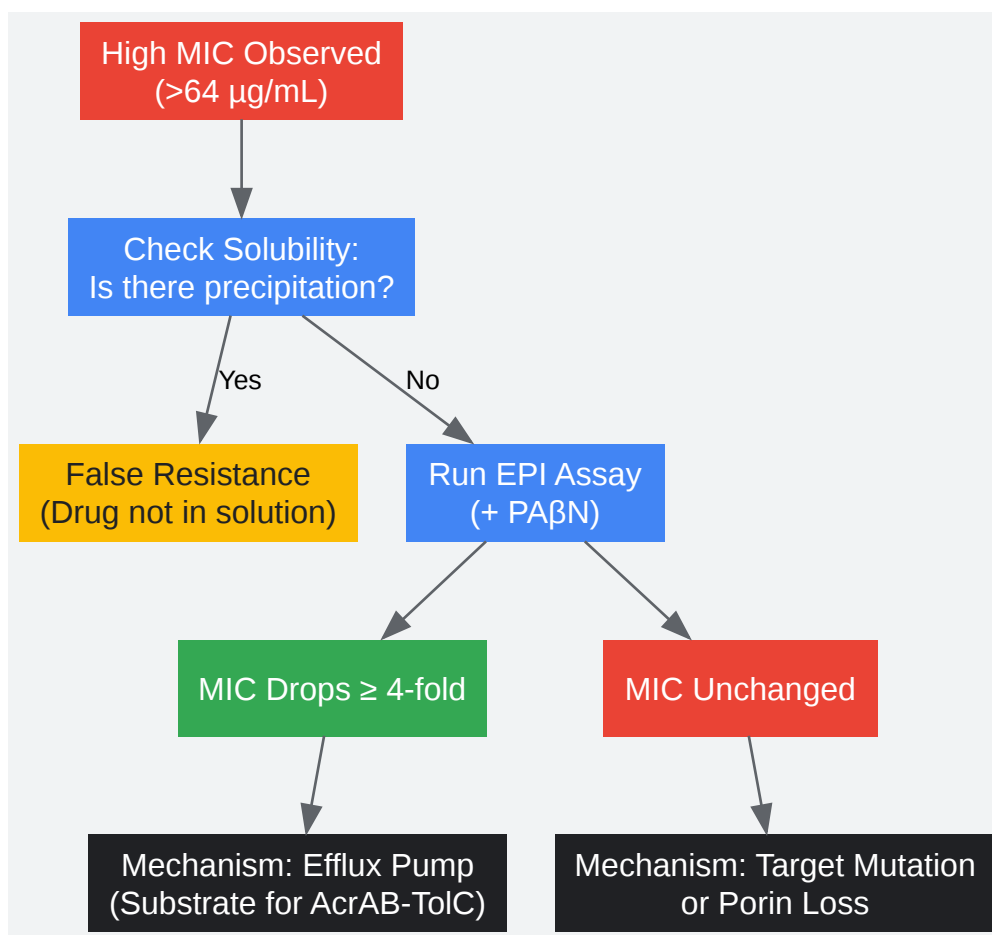 High MIC Observed
(>64 µg/mL)
Check Solubility:
Is there precipitation?
Yes
No
False Resistance
(Drug not in solution)
Run EPI Assay
(+ PAβN)
MIC Drops ≥ 4-fold
MIC Unchanged
Mechanism: Efflux Pump
(Substrate for AcrAB-TolC)
Mechanism: Target Mutation
or Porin Loss